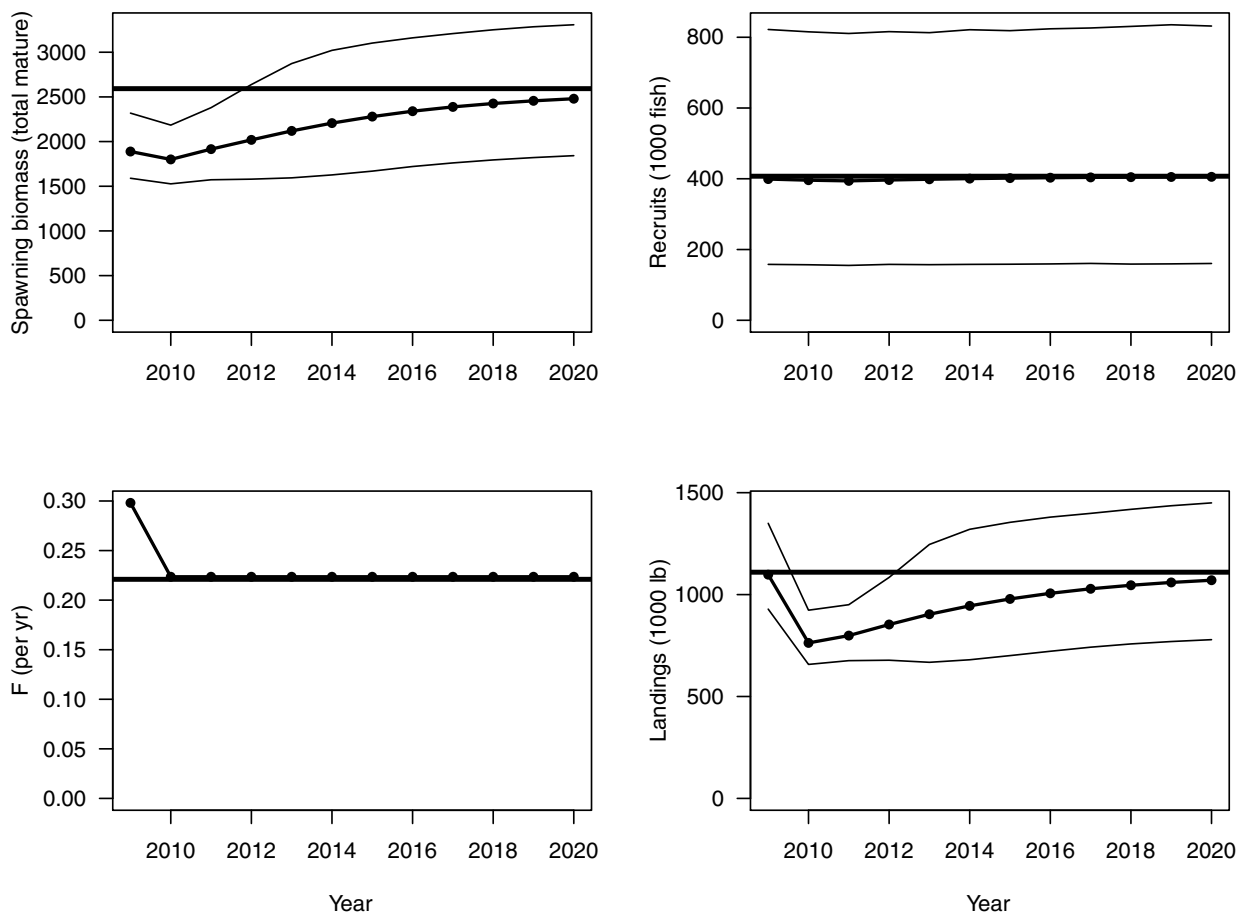 Spawning biomass (total mature)
3000
2500
2000
1500
1000
500
0
2010 2012 2014 2016 2018 2020
Recruits (1000 fish)
800
600
400
200
0
2010 2012 2014 2016 2018 2020
F (per yr)
0.30
0.25
0.20
0.15
0.10
0.05
0.00
2010 2012 2014 2016 2018 2020
Year
Landings (1000 lb)
1500
1000
500
0
2010 2012 2014 2016 2018 2020
Year